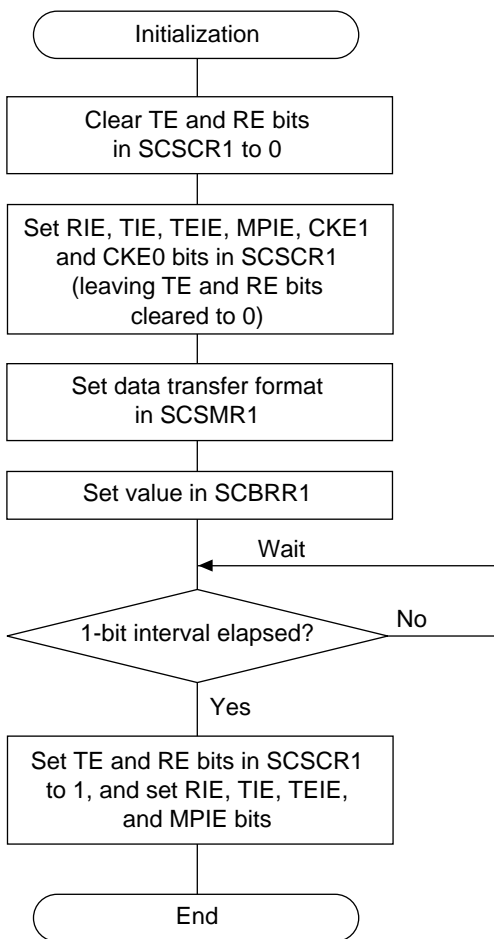 Initialization
Clear TE and RE bits
in SCSCR1 to 0
Set RIE, TIE, TEIE, MPIE, CKE1
and CKE0 bits in SCSCR1
(leaving TE and RE bits
cleared to 0)
Set data transfer format
in SCSMR1
Set value in SCBRR1
Wait
1-bit interval elapsed?
No
Yes
Set TE and RE bits in SCSCR1
to 1, and set RIE, TIE, TEIE,
and MPIE bits
End